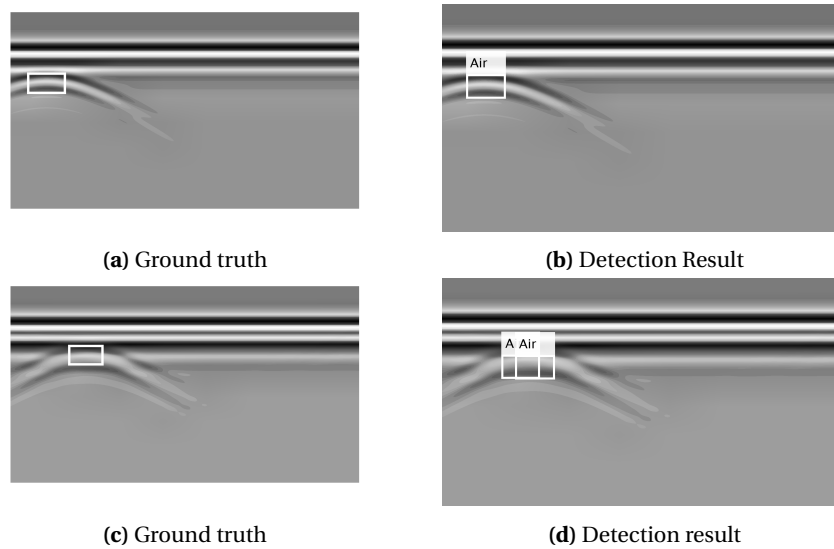 Air
(a) Ground truth
(b) Detection Result
A Air
(c) Ground truth
(d) Detection result